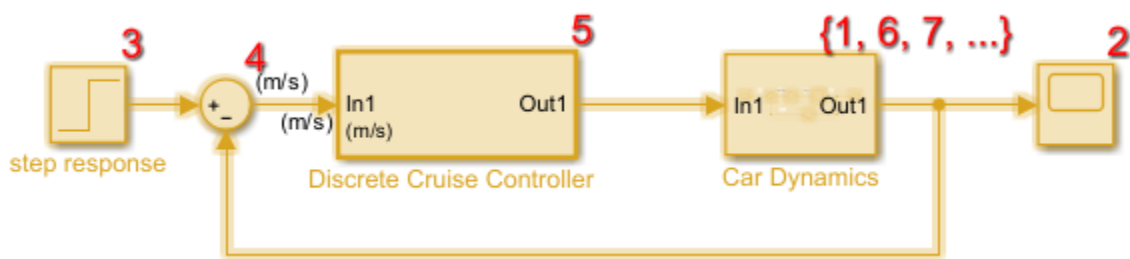 3
4
5
{1, 6, 7, ...}
2
(m/s)
(m/s)
+
−
In1
(m/s)
Out1
In1
Out1
step response
Discrete Cruise Controller
Car Dynamics